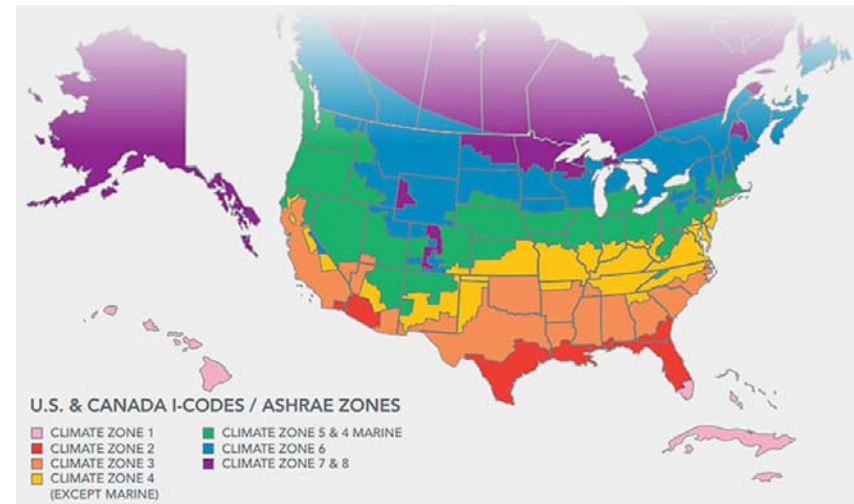 U.S. & CANADA I-CODES / ASHRAE ZONES
CLIMATE ZONE 1
CLIMATE ZONE 2
CLIMATE ZONE 3
CLIMATE ZONE 4
(EXCEPT MARINE)
CLIMATE ZONE 5 & 4 MARINE
CLIMATE ZONE 6
CLIMATE ZONE 7 & 8